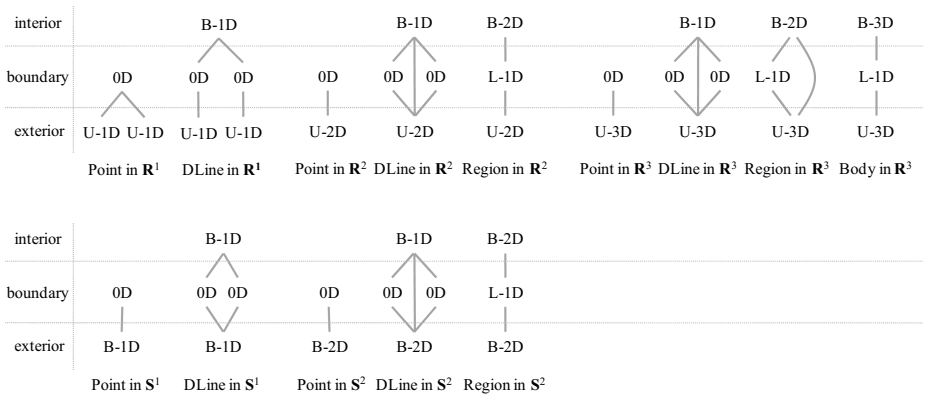 interior B-1D B-1D B-2D B-1D B-2D B-3D
boundary 0D 0D 0D 0D 0D 0D L-1D 0D 0D 0D L-1D L-1D
exterior U-1D U-1D U-1D U-1D U-2D U-2D U-2D U-3D U-3D U-3D U-3D
Point in R¹ DLine in R¹ Point in R² DLine in R² Region in R² Point in R³ DLine in R³ Region in R³ Body in R³
interior B-1D B-1D B-2D
boundary 0D 0D 0D 0D 0D 0D L-1D
exterior B-1D B-1D B-2D B-2D B-2D
Point in S¹ DLine in S¹ Point in S² DLine in S² Region in S²